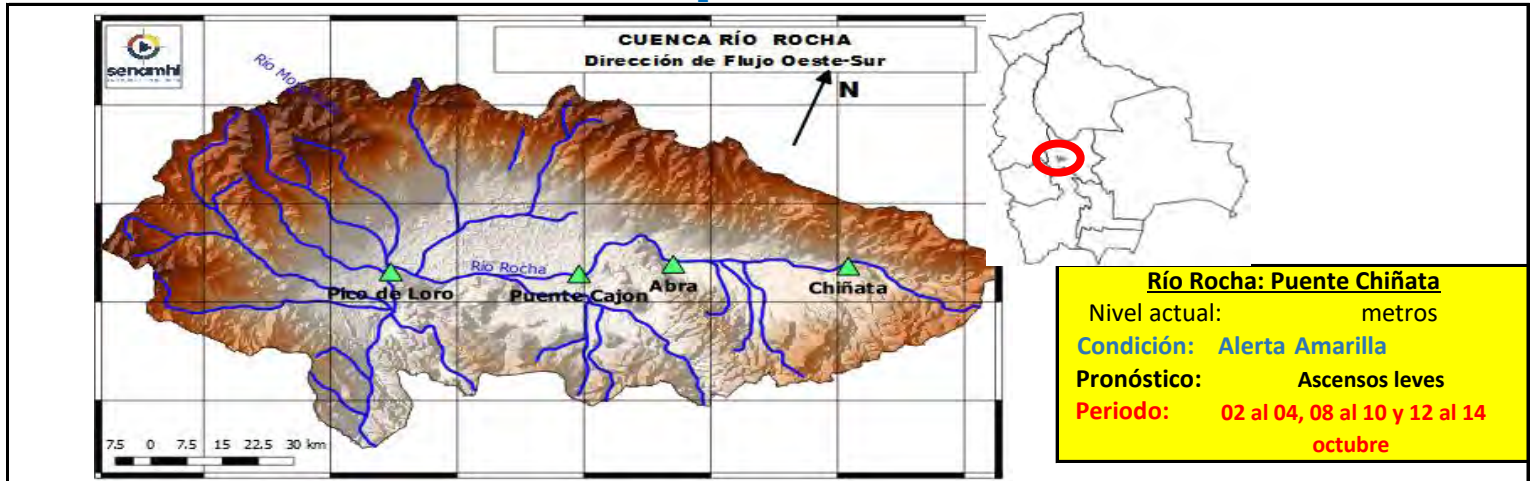 senamhi
CUENCA RÍO ROCHA
Dirección de Flujo Oeste-Sur
N
Río Rocha
Pico de Loro
Puente Cajon
Abra
Chiñata
7.5 0 7.5 15 22.5 30 km
Río Rocha: Puente Chiñata
Nivel actual: metros
Condición: Alerta Amarilla
Pronóstico: Ascensos leves
Periodo: 02 al 04, 08 al 10 y 12 al 14
octubre